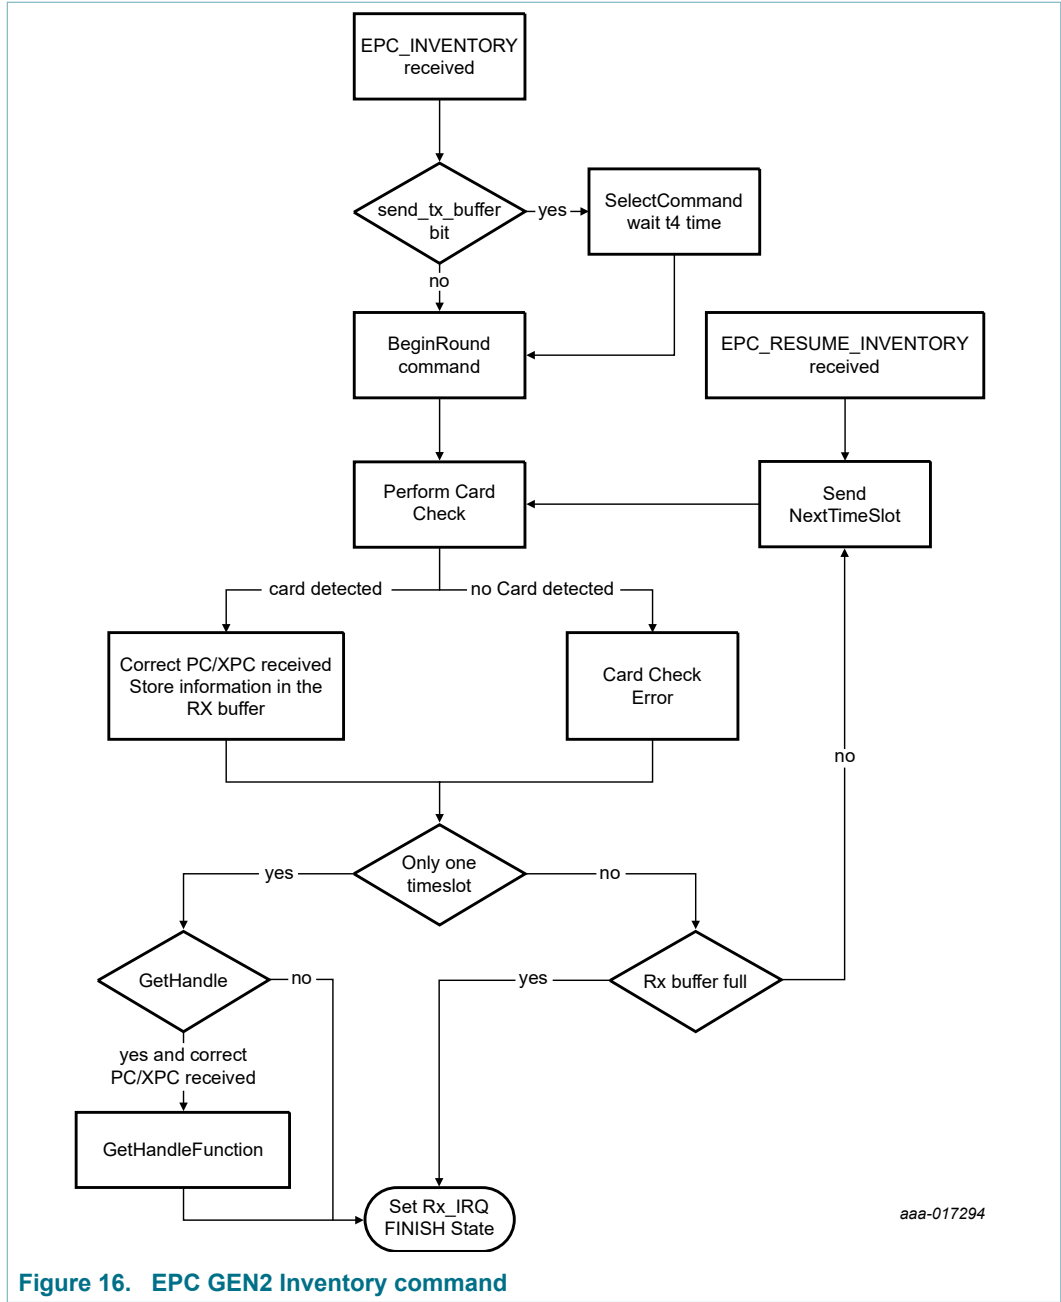 EPC_INVENTORY
received
send_tx_buffer
bit
yes
SelectCommand
wait t4 time
no
BeginRound
command
EPC_RESUME_INVENTORY
received
Perform Card
Check
Send
NextTimeSlot
card detected
no Card detected
Correct PC/XPC received
Store information in the
RX buffer
Card Check
Error
no
Only one
timeslot
yes
no
GetHandle
no
yes
Rx buffer full
yes and correct
PC/XPC received
GetHandleFunction
Set Rx_IRQ
FINISH State
aaa-017294
Figure 16. EPC GEN2 Inventory command